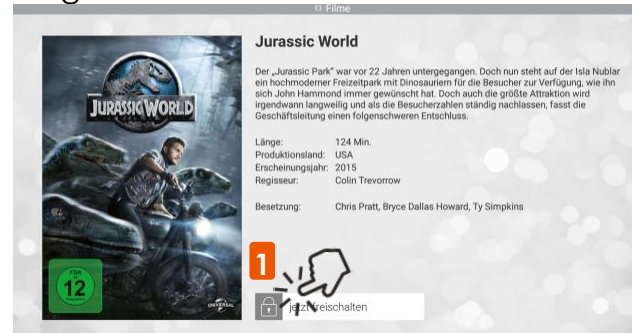 Filme
Jurassic World
Der „Jurassic Park“ war vor 22 Jahren untergegangen. Doch nun steht auf der Isla Nublar
ein hochmoderner Freizeitpark mit Dinosauriern für die Besucher zur Verfügung, wie ihn
sich John Hammond immer gewünscht hat. Doch auch die größte Attraktion wird
irgendwann langweilig und als die Besucherzahlen ständig nachlassen, fasst die
Geschäftsleitung einen folgenschweren Entschluss.
Länge: 124 Min.
Produktionsland: USA
Erscheinungsjahr: 2015
Regisseur: Colin Trevorrow
Besetzung: Chris Pratt, Bryce Dallas Howard, Ty Simpkins
JURASSIC WORLD
FSK
12
UNIVERSAL
1
jetzt freischalten